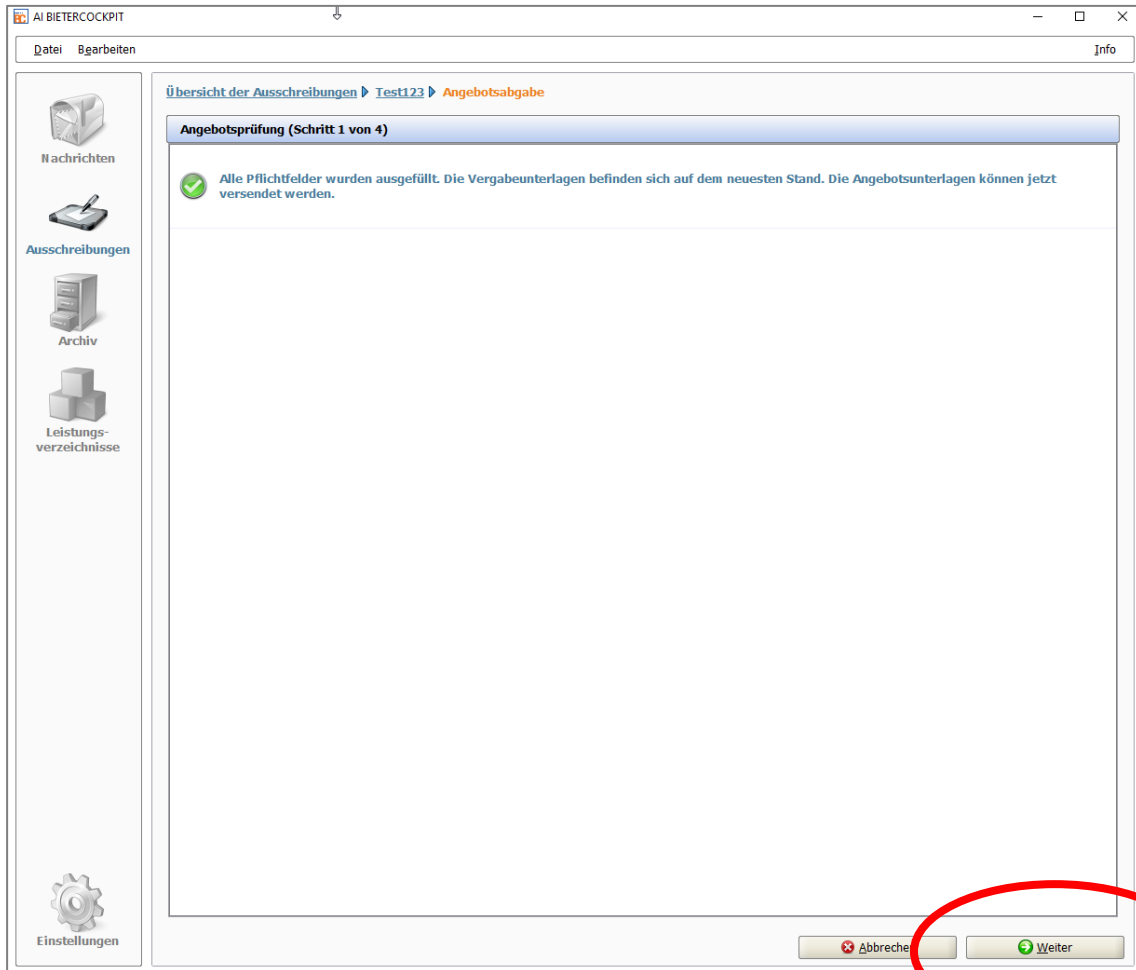 AI BIETERCOCKPIT
Datei Bearbeiten Info
Übersicht der Ausschreibungen Test123 Angebotsabgabe
Angebotsprüfung (Schritt 1 von 4)
Alle Pflichtfelder wurden ausgefüllt. Die Vergabeunterlagen befinden sich auf dem neuesten Stand. Die Angebotsunterlagen können jetzt
versendet werden.
Nachrichten
Ausschreibungen
Archiv
Leistungs-
verzeichnisse
Einstellungen
Abbrechen Weiter